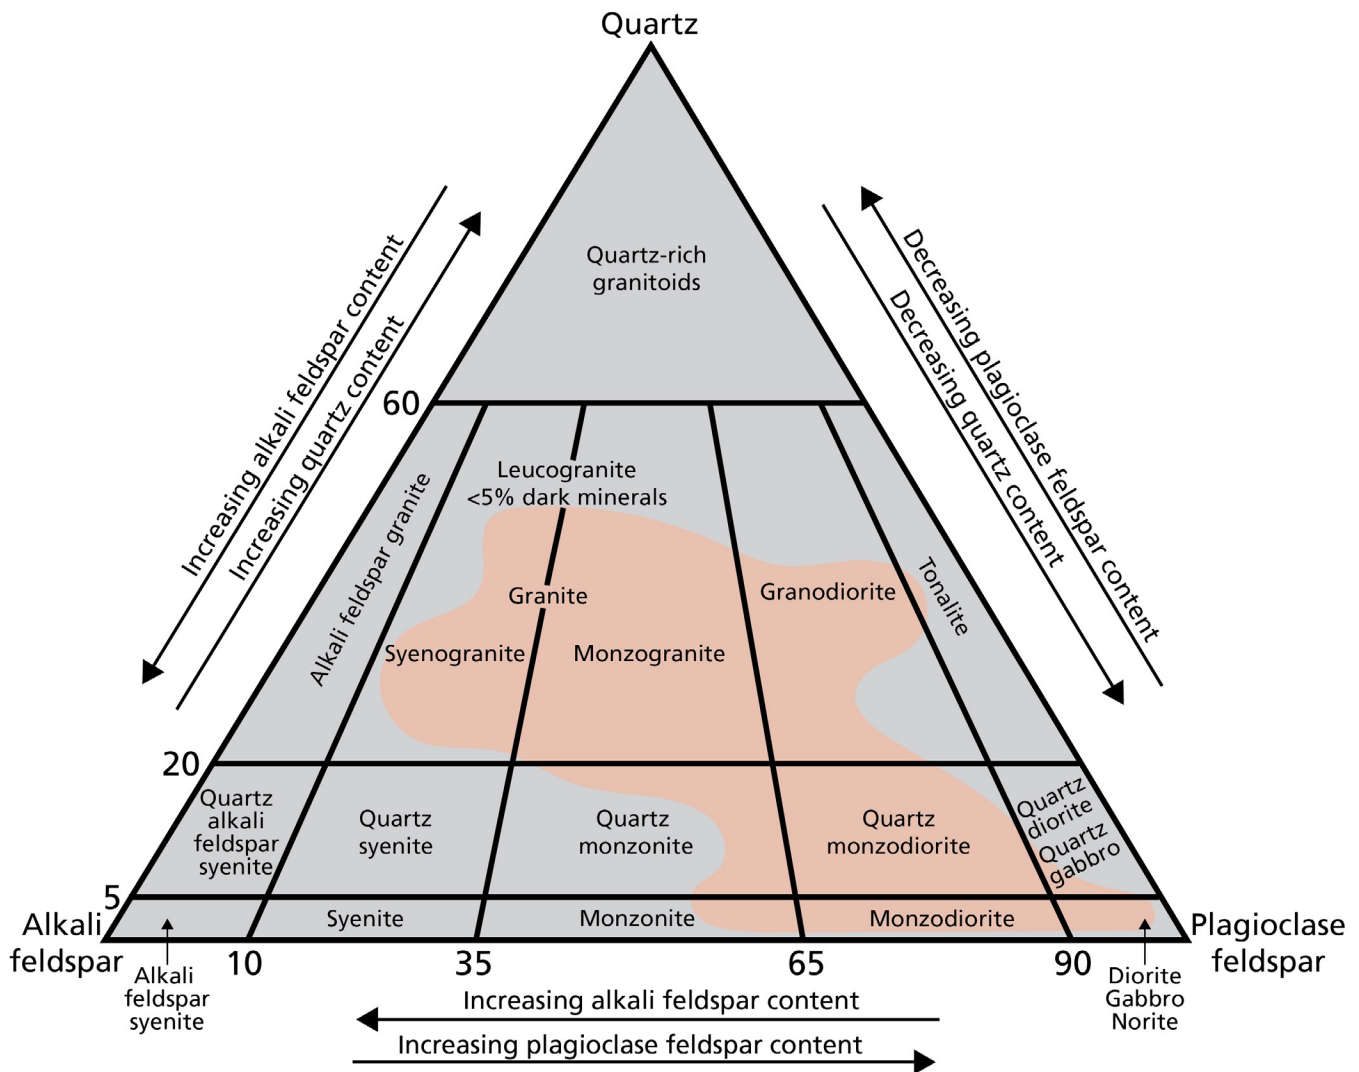 Quartz
Quartz-rich
granitoids
Increasing alkali feldspar content
Increasing quartz content
Decreasing plagioclase feldspar content
Decreasing quartz content
60
Leucogranite
<5% dark minerals
Alkali feldspar granite
Granite
Granodiorite
Tonalite
Syenogranite
Monzogranite
20
Quartz
alkali
feldspar
syenite
Quartz
syenite
Quartz
monzonite
Quartz
monzodiorite
Quartz
diorite
Quartz
gabbro
5
Alkali
feldspar
Syenite
Monzonite
Monzodiorite
Plagioclase
feldspar
10
35
65
90
Alkali
feldspar
syenite
Diorite
Gabbro
Norite
Increasing alkali feldspar content
Increasing plagioclase feldspar content